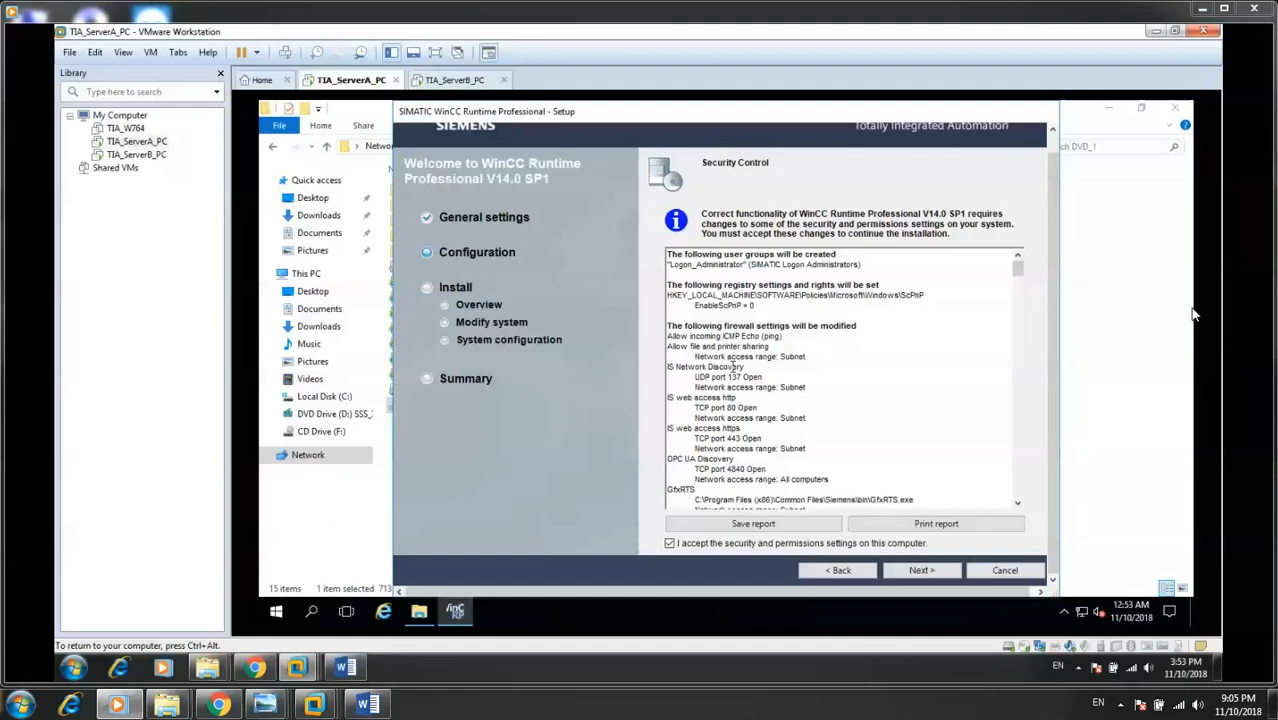 TIA_ServerA_PC - VMware Workstation
File Edit View VM Tabs Help
Library
Type here to search
My Computer
TIA_W764
TIA_ServerA_PC
TIA_ServerB_PC
Shared VMs
Home
TIA_ServerA_PC
TIA_ServerB_PC
File Home Share
Networ
ch DVD_1
Quick access
Desktop
Downloads
Documents
Pictures
This PC
Desktop
Documents
Downloads
Music
Pictures
Videos
Local Disk (C:)
DVD Drive (D:) SSS_
CD Drive (F:)
Network
15 items 1 item selected 713
SIMATIC WinCC Runtime Professional - Setup
SIEMENS
Totally Integrated Automation
Welcome to WinCC Runtime
Professional V14.0 SP1
General settings
Configuration
Install
Overview
Modify system
System configuration
Summary
Security Control
Correct functionality of WinCC Runtime Professional V14.0 SP1 requires
changes to some of the security and permissions settings on your system.
You must accept these changes to continue the installation.
The following user groups will be created
"Logon_Administrator" (SIMATIC Logon Administrators)
The following registry settings and rights will be set
HKEY_LOCAL_MACHINE\SOFTWARE\Policies\Microsoft\Windows\ScPnP
EnableScPnP = 0
The following firewall settings will be modified
Allow incoming ICMP Echo (ping)
Allow file and printer sharing
Network access range: Subnet
IS Network Discovery
UDP port 137 Open
Network access range: Subnet
IS web access http
TCP port 80 Open
Network access range: Subnet
IS web access https
TCP port 443 Open
Network access range: Subnet
OPC UA Discovery
TCP port 4840 Open
Network access range: All computers
GfxRTS
C:\Program Files (x86)\Common Files\Siemens\bin\GfxRTS.exe
Network access range: Subnet
Save report
Print report
I accept the security and permissions settings on this computer.
< Back
Next >
Cancel
12:53 AM
11/10/2018
To return to your computer, press Ctrl+Alt.
EN
3:53 PM
11/10/2018
EN
9:05 PM
11/10/2018